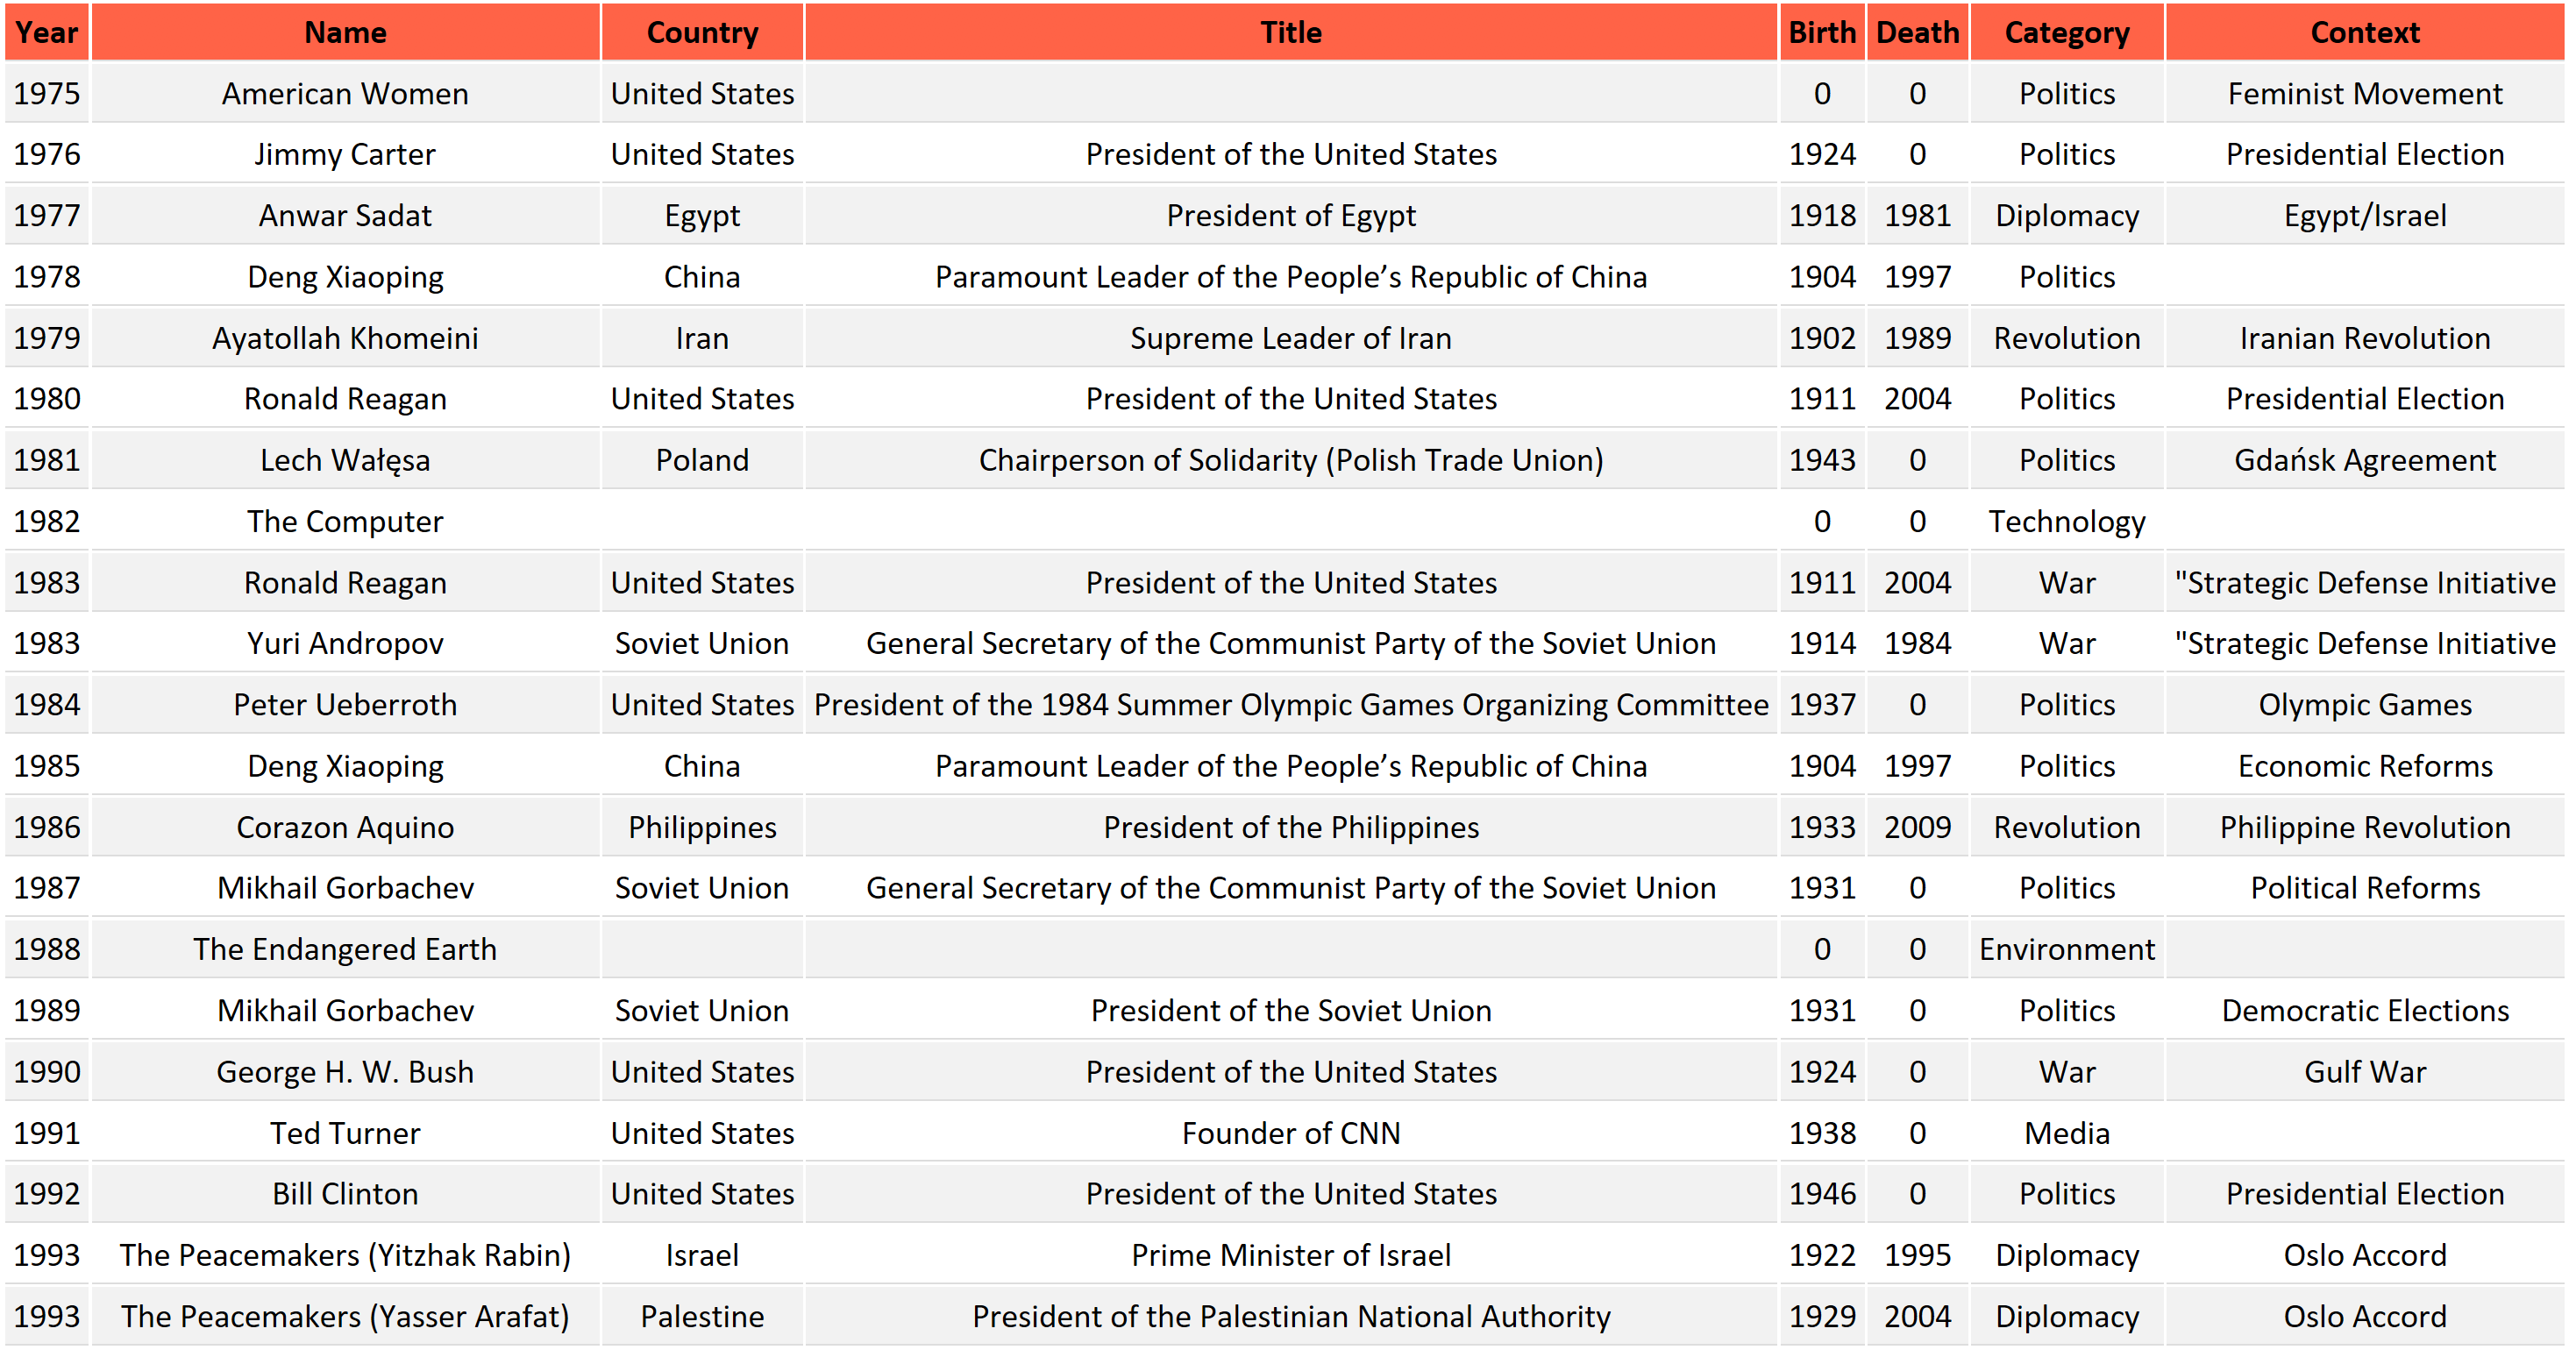 Year Name Country Title Birth Death Category Context
1975 American Women United States 0 0 Politics Feminist Movement
1976 Jimmy Carter United States President of the United States 1924 0 Politics Presidential Election
1977 Anwar Sadat Egypt President of Egypt 1918 1981 Diplomacy Egypt/Israel
1978 Deng Xiaoping China Paramount Leader of the People’s Republic of China 1904 1997 Politics
1979 Ayatollah Khomeini Iran Supreme Leader of Iran 1902 1989 Revolution Iranian Revolution
1980 Ronald Reagan United States President of the United States 1911 2004 Politics Presidential Election
1981 Lech Wałęsa Poland Chairperson of Solidarity (Polish Trade Union) 1943 0 Politics Gdańsk Agreement
1982 The Computer 0 0 Technology
1983 Ronald Reagan United States President of the United States 1911 2004 War "Strategic Defense Initiative
1983 Yuri Andropov Soviet Union General Secretary of the Communist Party of the Soviet Union 1914 1984 War "Strategic Defense Initiative
1984 Peter Ueberroth United States President of the 1984 Summer Olympic Games Organizing Committee 1937 0 Politics Olympic Games
1985 Deng Xiaoping China Paramount Leader of the People’s Republic of China 1904 1997 Politics Economic Reforms
1986 Corazon Aquino Philippines President of the Philippines 1933 2009 Revolution Philippine Revolution
1987 Mikhail Gorbachev Soviet Union General Secretary of the Communist Party of the Soviet Union 1931 0 Politics Political Reforms
1988 The Endangered Earth 0 0 Environment
1989 Mikhail Gorbachev Soviet Union President of the Soviet Union 1931 0 Politics Democratic Elections
1990 George H. W. Bush United States President of the United States 1924 0 War Gulf War
1991 Ted Turner United States Founder of CNN 1938 0 Media
1992 Bill Clinton United States President of the United States 1946 0 Politics Presidential Election
1993 The Peacemakers (Yitzhak Rabin) Israel Prime Minister of Israel 1922 1995 Diplomacy Oslo Accord
1993 The Peacemakers (Yasser Arafat) Palestine President of the Palestinian National Authority 1929 2004 Diplomacy Oslo Accord